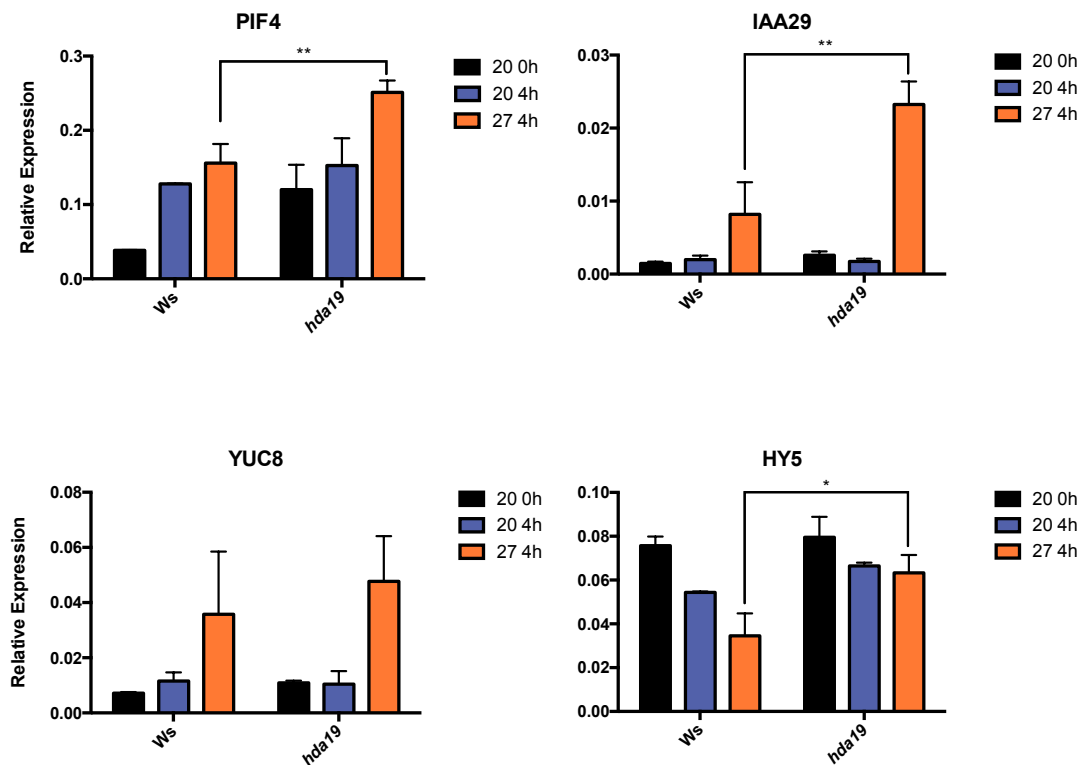 PIF4
Relative Expression
0.3
0.2
0.1
0.0
**
Ws
hda19
20 0h
20 4h
27 4h
IAA29
0.03
0.02
0.01
0.00
**
Ws
hda19
20 0h
20 4h
27 4h
YUC8
Relative Expression
0.08
0.06
0.04
0.02
0.00
Ws
hda19
20 0h
20 4h
27 4h
HY5
0.10
0.08
0.06
0.04
0.02
0.00
*
Ws
hda19
20 0h
20 4h
27 4h